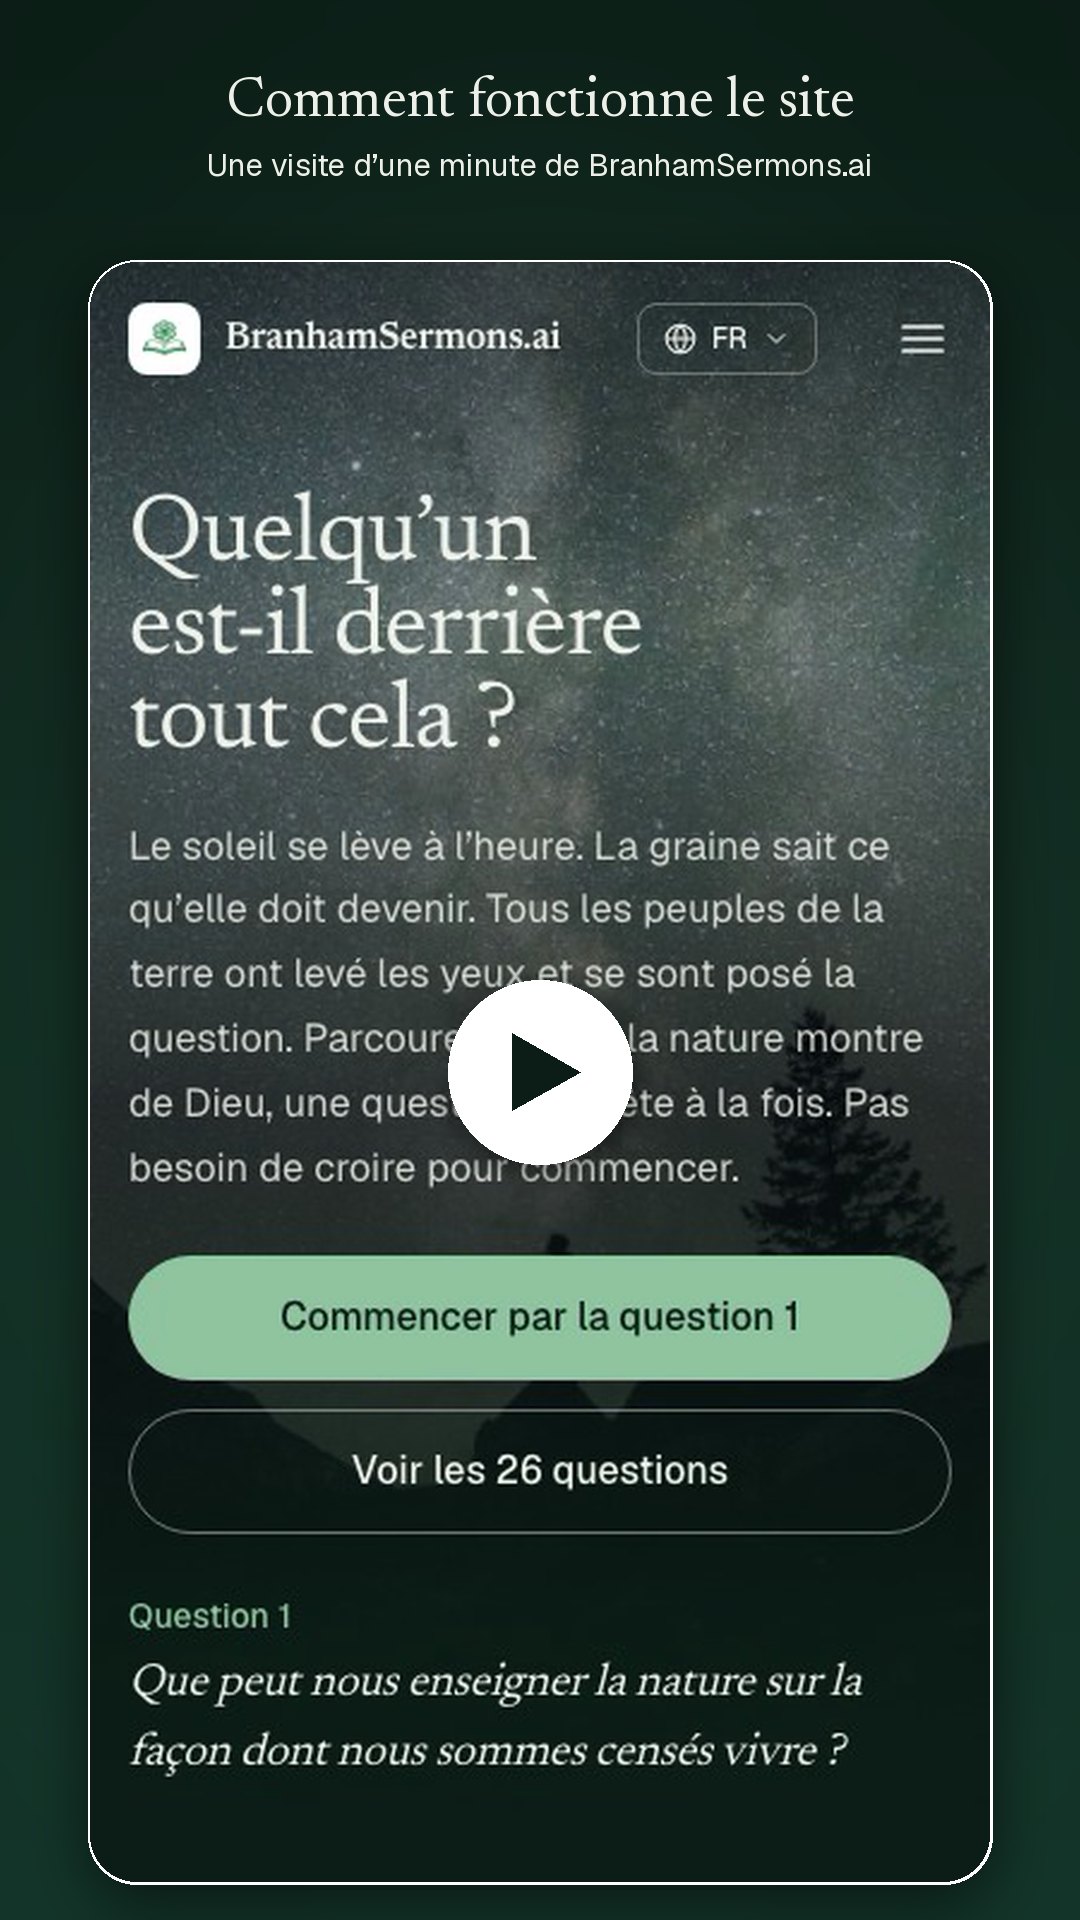 Comment fonctionne le site
Une visite d’une minute de BranhamSermons.ai
BranhamSermons.ai
FR
Quelqu’un
est-il derrière
tout cela ?
Le soleil se lève à l’heure. La graine sait ce
qu’elle doit devenir. Tous les peuples de la
terre ont levé les yeux et se sont posé la
question. la nature montre
de Dieu, une à la fois. Pas
besoin de croire pour commencer.
Commencer par la question 1
Voir les 26 questions
Question 1
Que peut nous enseigner la nature sur la
façon dont nous sommes censés vivre ?